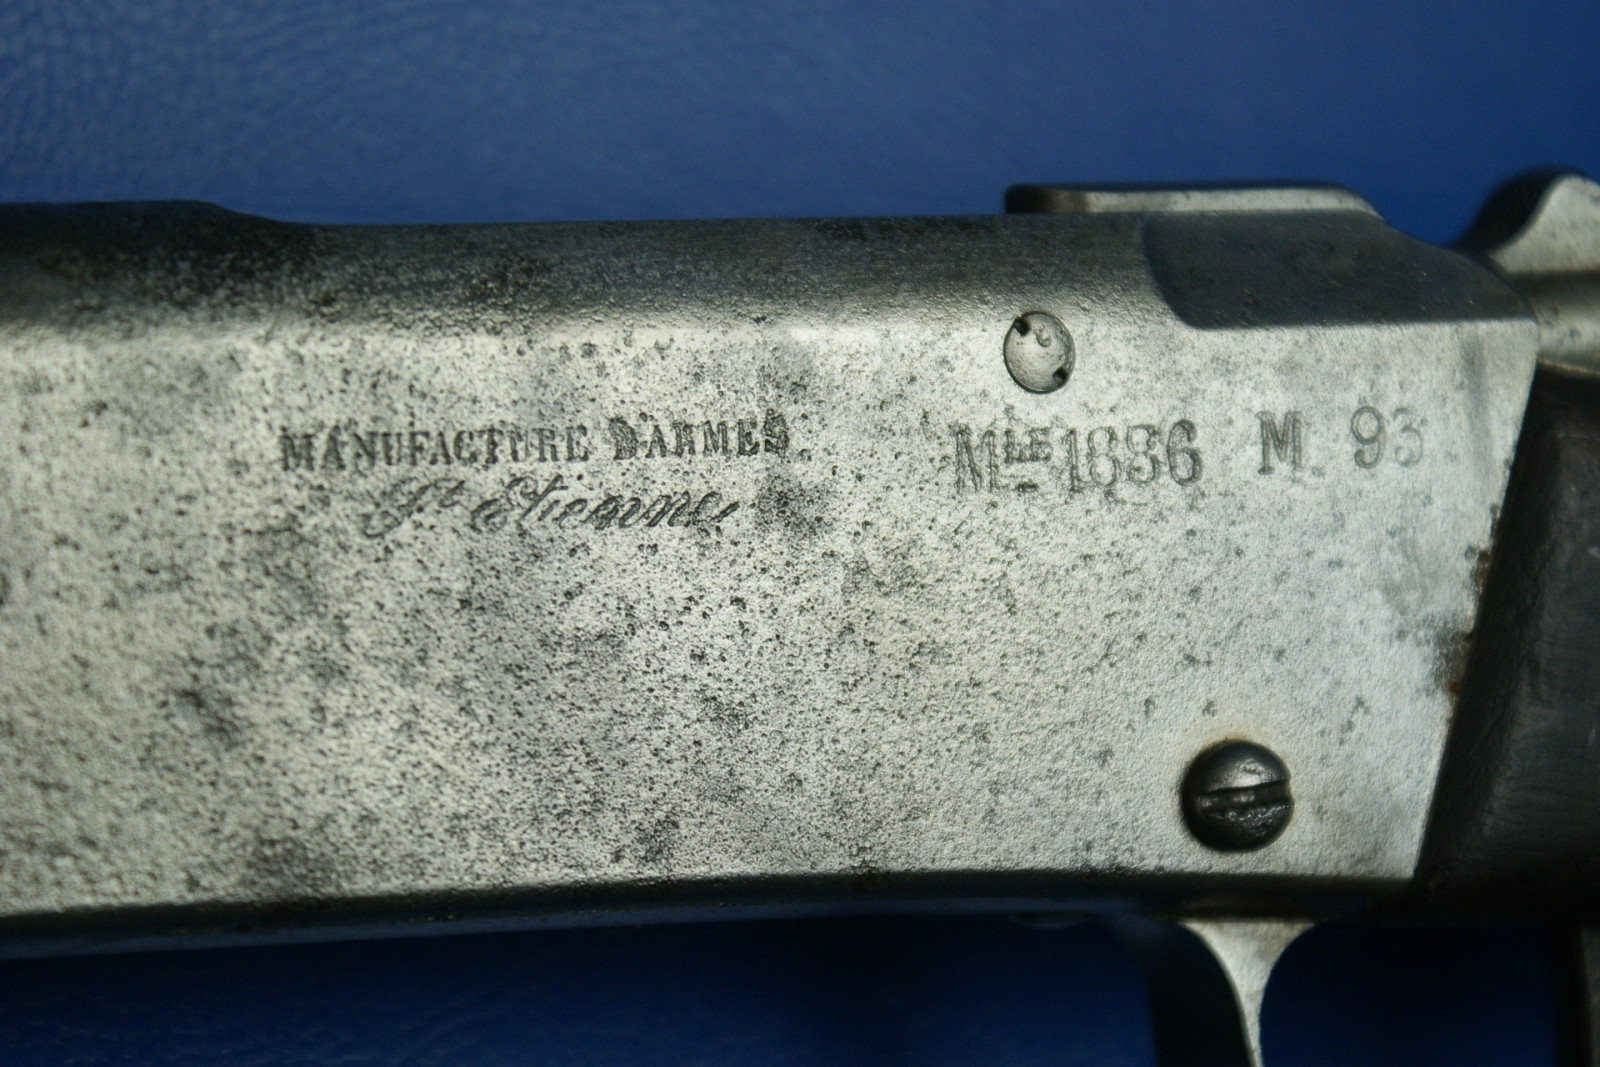 MANUFACTURE D'ARMES
St Etienne
MLE 1886 M. 93